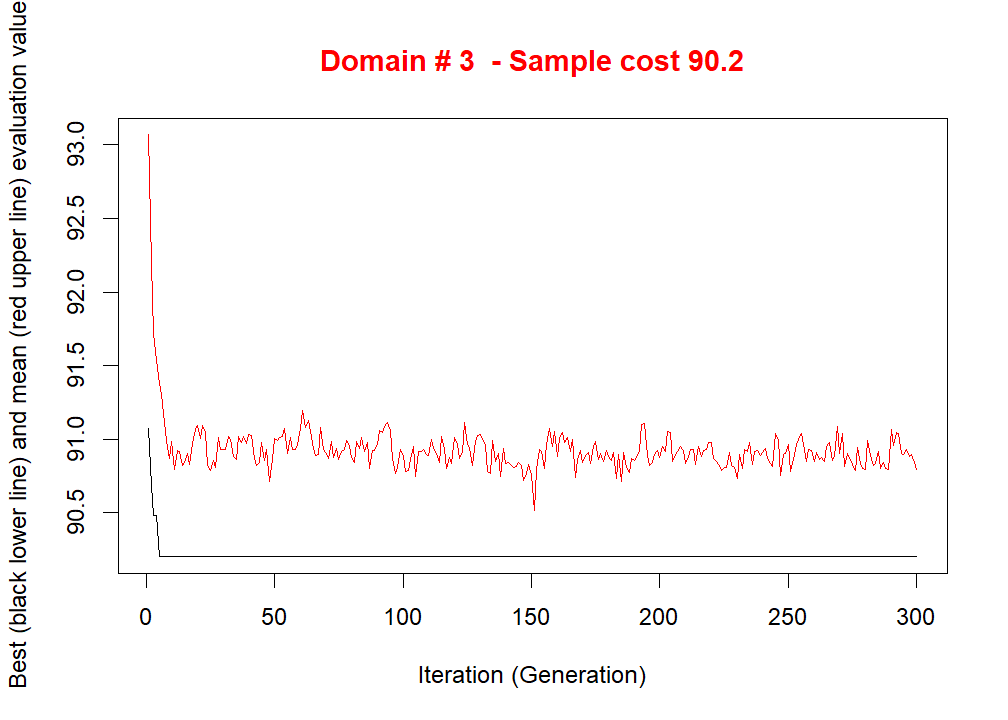 Domain # 3  - Sample cost 90.2
Best (black lower line) and mean (red upper line) evaluation value
93.0
92.5
92.0
91.5
91.0
90.5
0 50 100 150 200 250 300
Iteration (Generation)